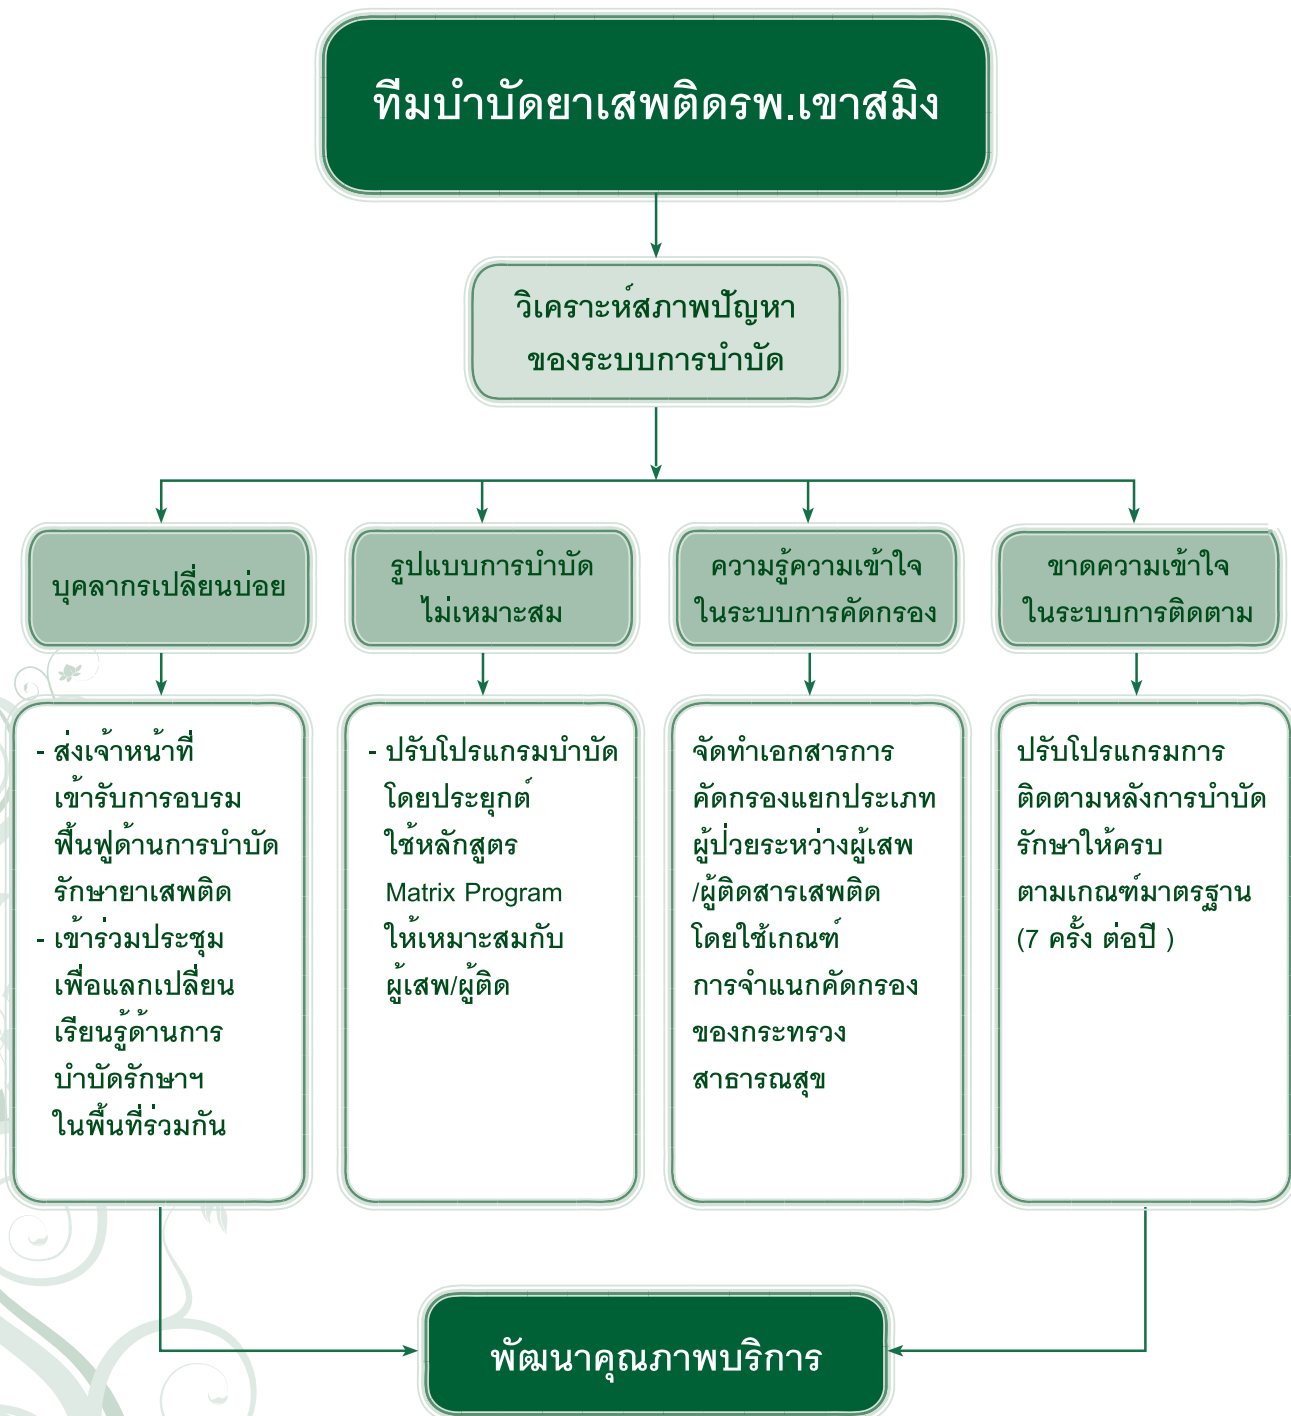 ทีมบำบัดยาเสพติดรพ.เขาสมิง
วิเคราะห์สภาพปัญหา
ของระบบการบำบัด
บุคลากรเปลี่ยนบ่อย
รูปแบบการบำบัด
ไม่เหมาะสม
ความรู้ความเข้าใจ
ในระบบการคัดกรอง
ขาดความเข้าใจ
ในระบบการติดตาม
- ส่งเจ้าหน้าที่
เข้ารับการอบรม
ฟื้นฟูด้านการบำบัด
รักษายาเสพติด
- เข้าร่วมประชุม
เพื่อแลกเปลี่ยน
เรียนรู้ด้านการ
บำบัดรักษาฯ
ในพื้นที่ร่วมกัน
- ปรับโปรแกรมบำบัด
โดยประยุกต์
ใช้หลักสูตร
Matrix Program
ให้เหมาะสมกับ
ผู้เสพ/ผู้ติด
จัดทำเอกสารการ
คัดกรองแยกประเภท
ผู้ป่วยระหว่างผู้เสพ
/ผู้ติดสารเสพติด
โดยใช้เกณฑ์
การจำแนกคัดกรอง
ของกระทรวง
สาธารณสุข
ปรับโปรแกรมการ
ติดตามหลังการบำบัด
รักษาให้ครบ
ตามเกณฑ์มาตรฐาน
(7 ครั้ง ต่อปี )
พัฒนาคุณภาพบริการ